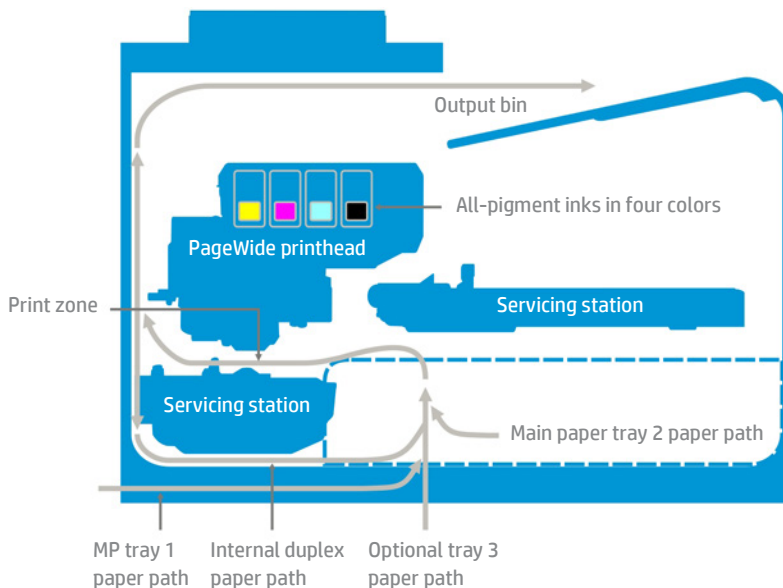 Output bin
All-pigment inks in four colors
PageWide printhead
Print zone
Servicing station
Servicing station
Main paper tray 2 paper path
MP tray 1
paper path
Internal duplex
paper path
Optional tray 3
paper path